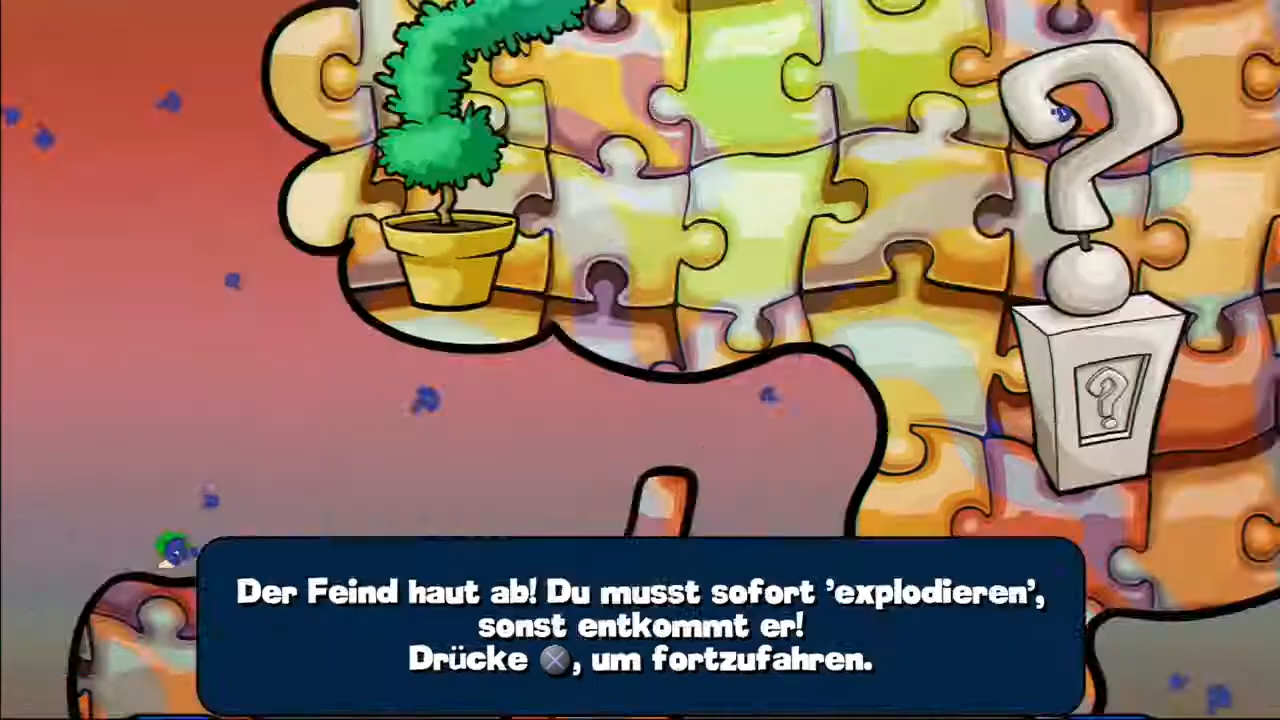 ?
?
Der Feind haut ab! Du musst sofort 'explodieren',
sonst entkommt er!
Drücke ⓧ, um fortzufahren.